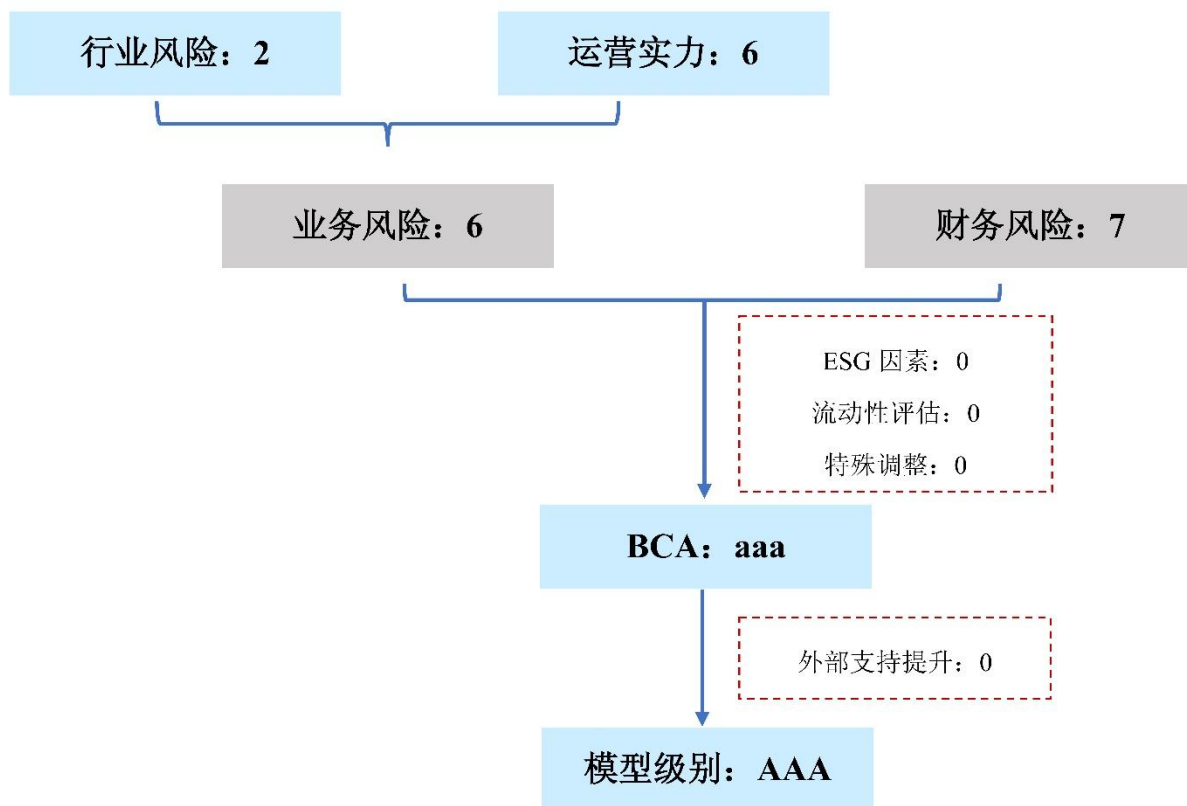 行业风险：2
运营实力：6
业务风险：6
财务风险：7
ESG 因素：0
流动性评估：0
特殊调整：0
BCA：aaa
外部支持提升：0
模型级别：AAA